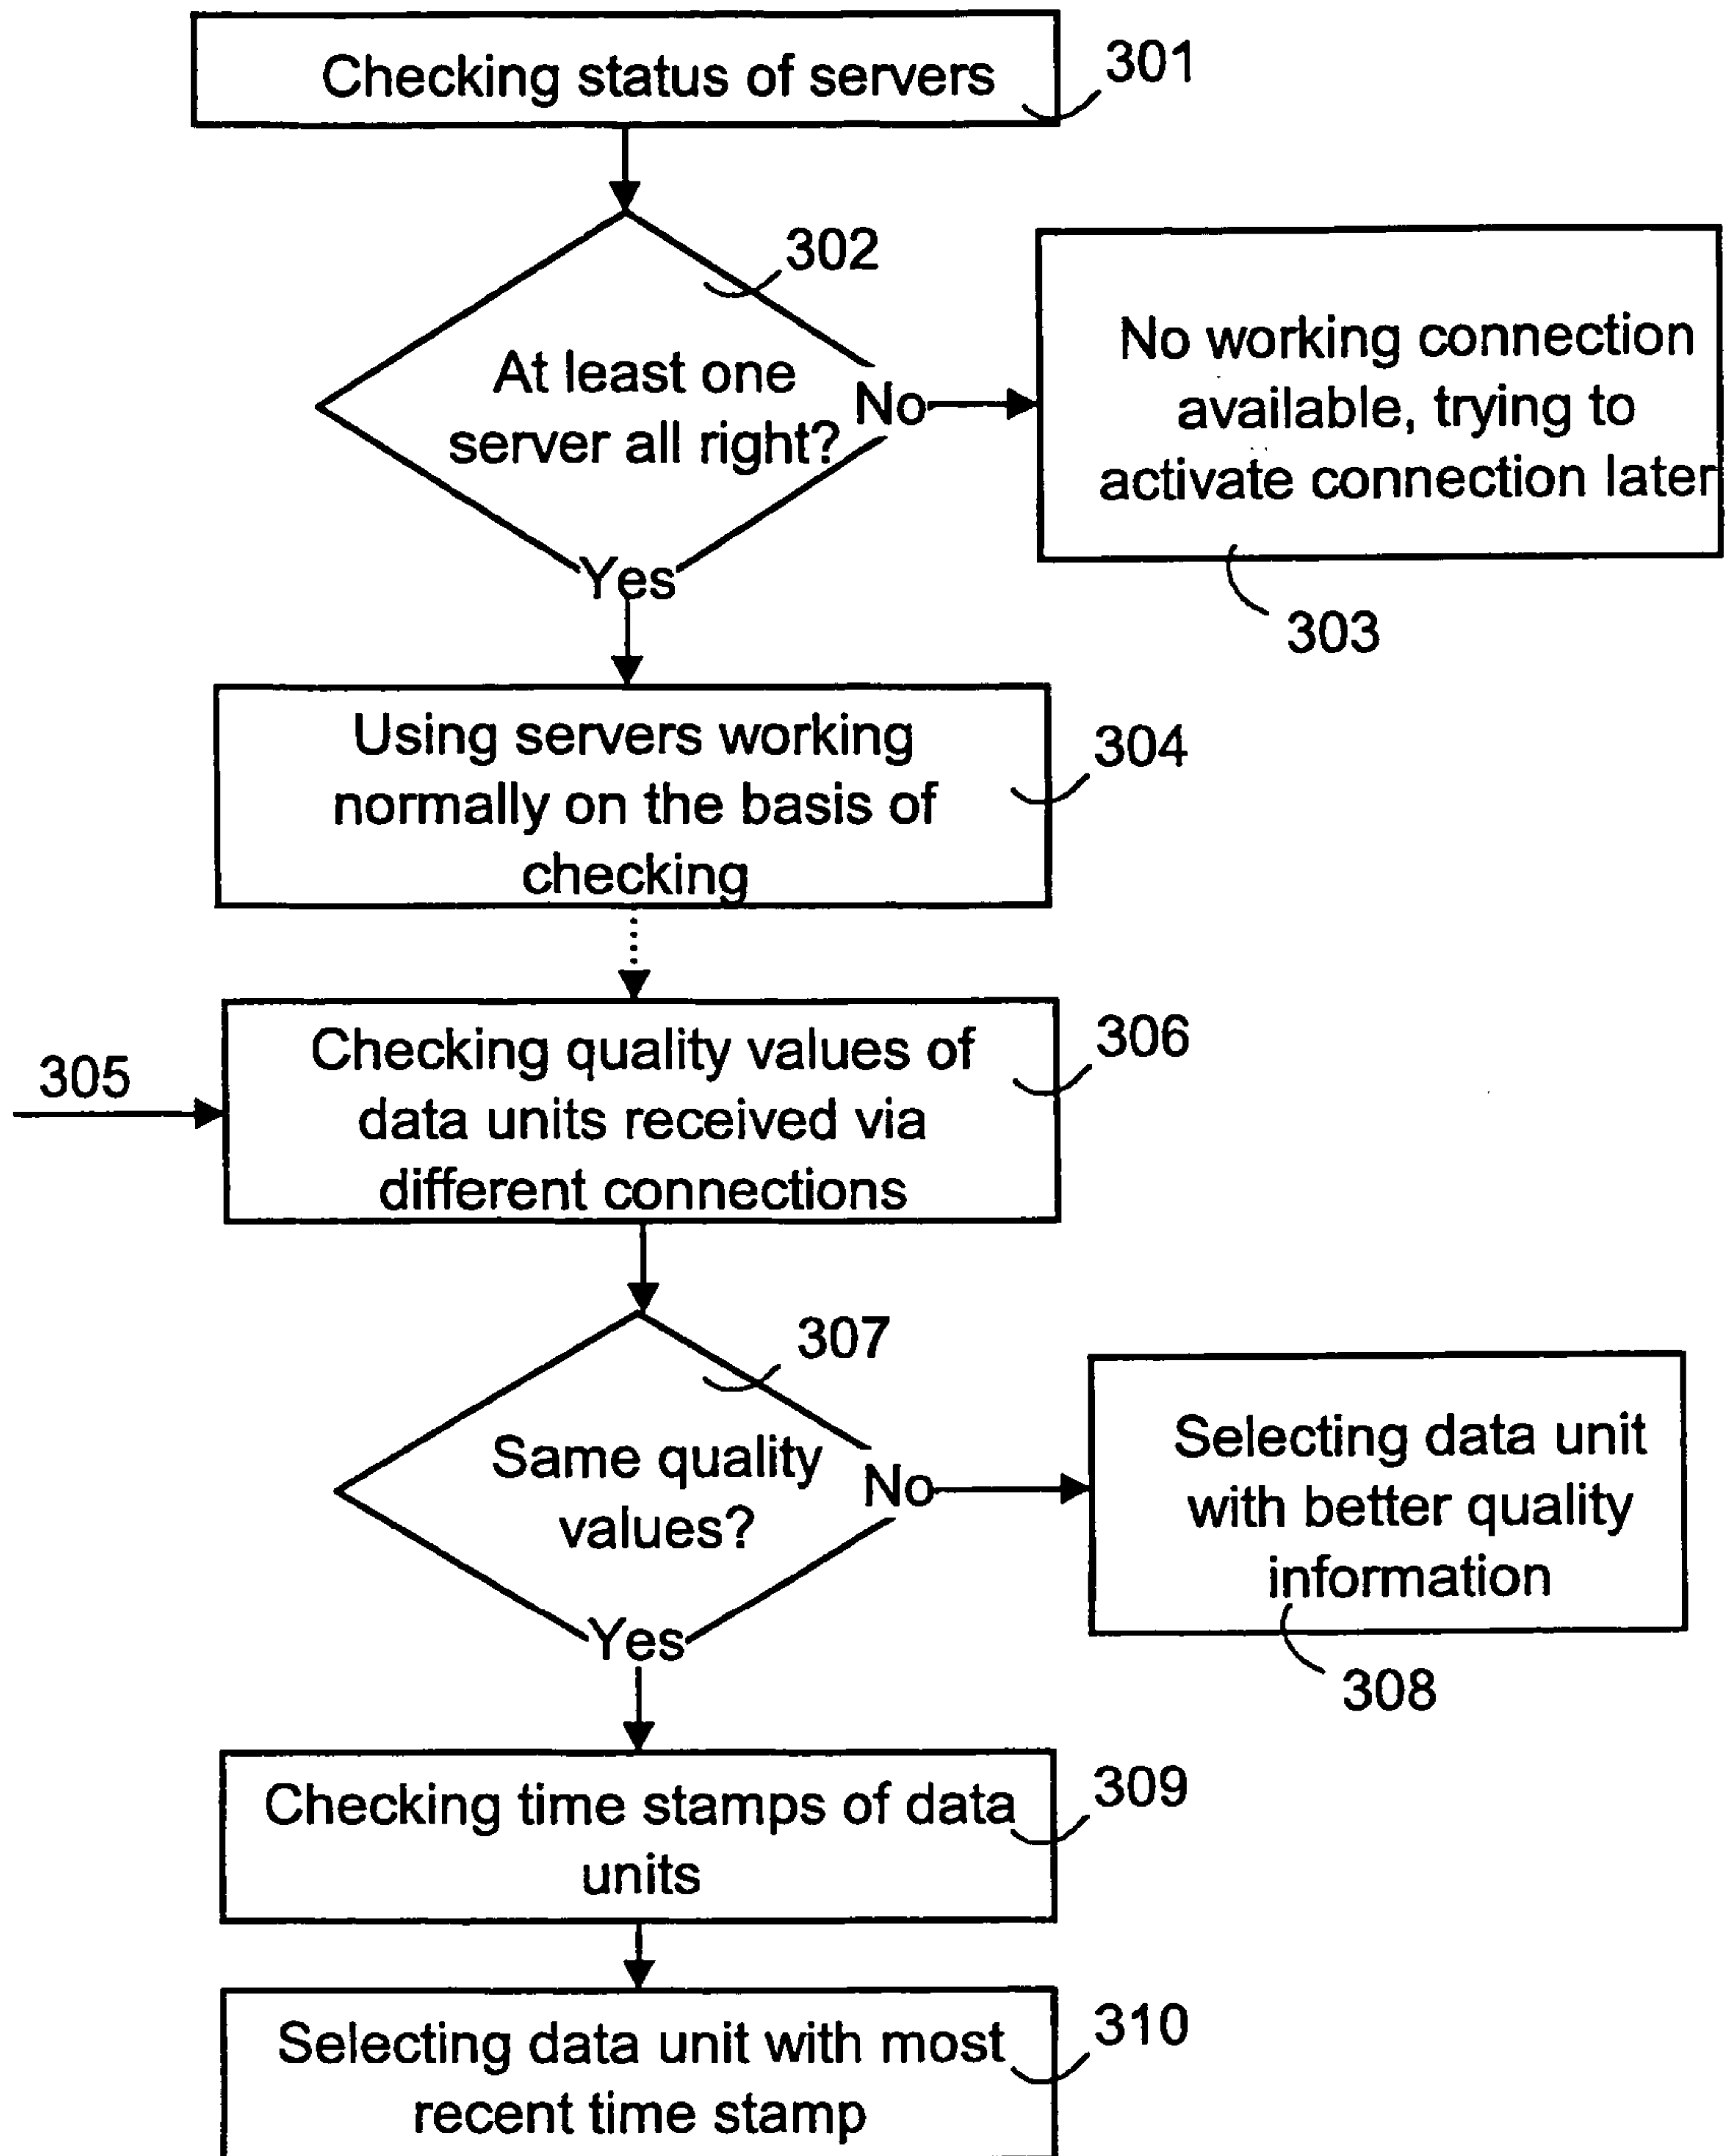 Checking status of servers
301
302
At least one
server all right?
No
Yes
No working connection
available, trying to
activate connection later
303
Using servers working
normally on the basis of
checking
304
305
Checking quality values of
data units received via
different connections
306
307
Same quality
values?
No
Yes
Selecting data unit
with better quality
information
308
Checking time stamps of data
units
309
Selecting data unit with most
recent time stamp
310